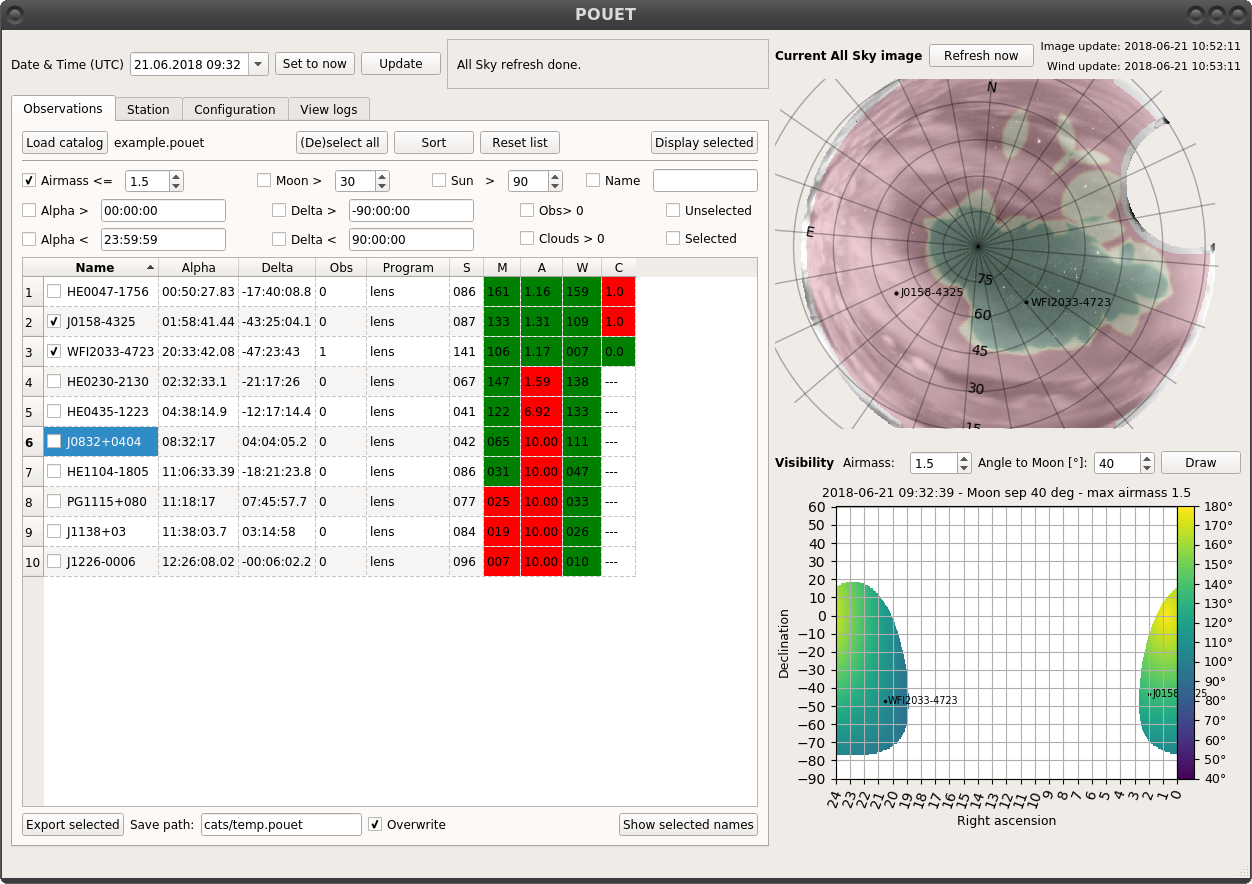 POUET
Date & Time (UTC) 21.06.2018 09:32 Set to now Update All Sky refresh done.
Current All Sky image Refresh now Image update: 2018-06-21 10:52:11
Wind update: 2018-06-21 10:53:11
Observations Station Configuration View logs
Load catalog example.pouet (De)select all Sort Reset list Display selected
Airmass <= 1.5 Moon > 30 Sun > 90 Name
Alpha > 00:00:00 Delta > -90:00:00 Obs> 0 Unselected
Alpha < 23:59:59 Delta < 90:00:00 Clouds > 0 Selected
Name Alpha Delta Obs Program S M A W C
1 HE0047-1756 00:50:27.83 -17:40:08.8 0 lens 086 161 1.16 159 1.0
2 J0158-4325 01:58:41.44 -43:25:04.1 0 lens 087 133 1.31 109 1.0
3 WFI2033-4723 20:33:42.08 -47:23:43 1 lens 141 106 1.17 007 0.0
4 HE0230-2130 02:32:33.1 -21:17:26 0 lens 067 147 1.59 138 ---
5 HE0435-1223 04:38:14.9 -12:17:14.4 0 lens 041 122 6.92 133 ---
6 J0832+0404 08:32:17 04:04:05.2 0 lens 042 065 10.00 111 ---
7 HE1104-1805 11:06:33.39 -18:21:23.8 0 lens 086 031 10.00 047 ---
8 PG1115+080 11:18:17 07:45:57.7 0 lens 077 025 10.00 033 ---
9 J1138+03 11:38:03.7 03:14:58 0 lens 084 019 10.00 026 ---
10 J1226-0006 12:26:08.02 -00:06:02.2 0 lens 096 007 10.00 010 ---
Export selected Save path: cats/temp.pouet Overwrite Show selected names
N
E
75
J0158-4325
WFI2033-4723
60
45
30
15
Visibility Airmass: 1.5 Angle to Moon [°]: 40 Draw
2018-06-21 09:32:39 - Moon sep 40 deg - max airmass 1.5
60
50
40
30
20
10
0
−10
−20
−30
−40
−50
−60
−70
−80
−90
Declination
WFI2033-4723
180°
170°
160°
150°
140°
130°
120°
110°
100°
90°
80°
70°
60°
50°
40°
24 23 22 21 20 19 18 17 16 15 14 13 12 11 10 9 8 7 6 5 4 3 2 1 0
Right ascension